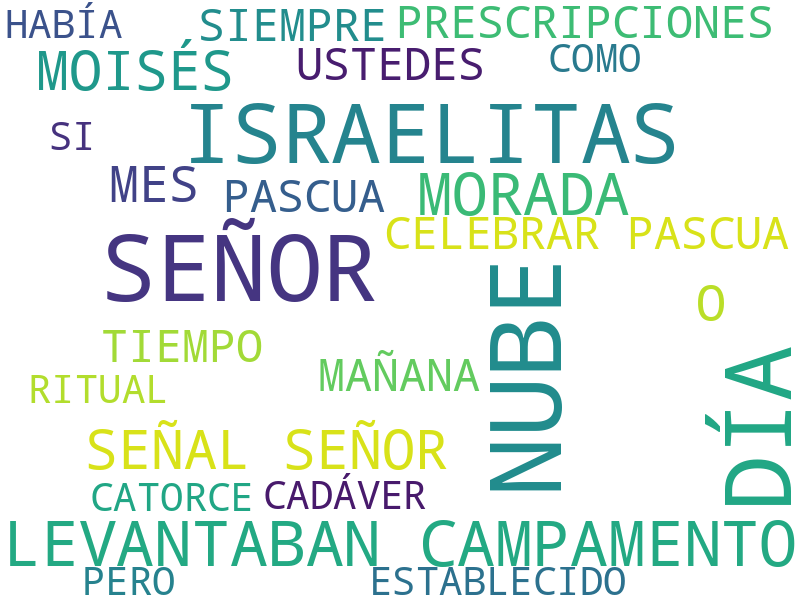 HABÍA SIEMPRE PRESCRIPCIONES
MOISÉS USTEDES COMO
SI ISRAELITAS
MES PASCUA MORADA
CELEBRAR PASCUA
SEÑOR
NUBE
O
TIEMPO
MAÑANA
DÍA
RITUAL
SEÑAL SEÑOR
CATORCE CADÁVER
LEVANTABAN CAMPAMENTO
PERO ESTABLECIDO